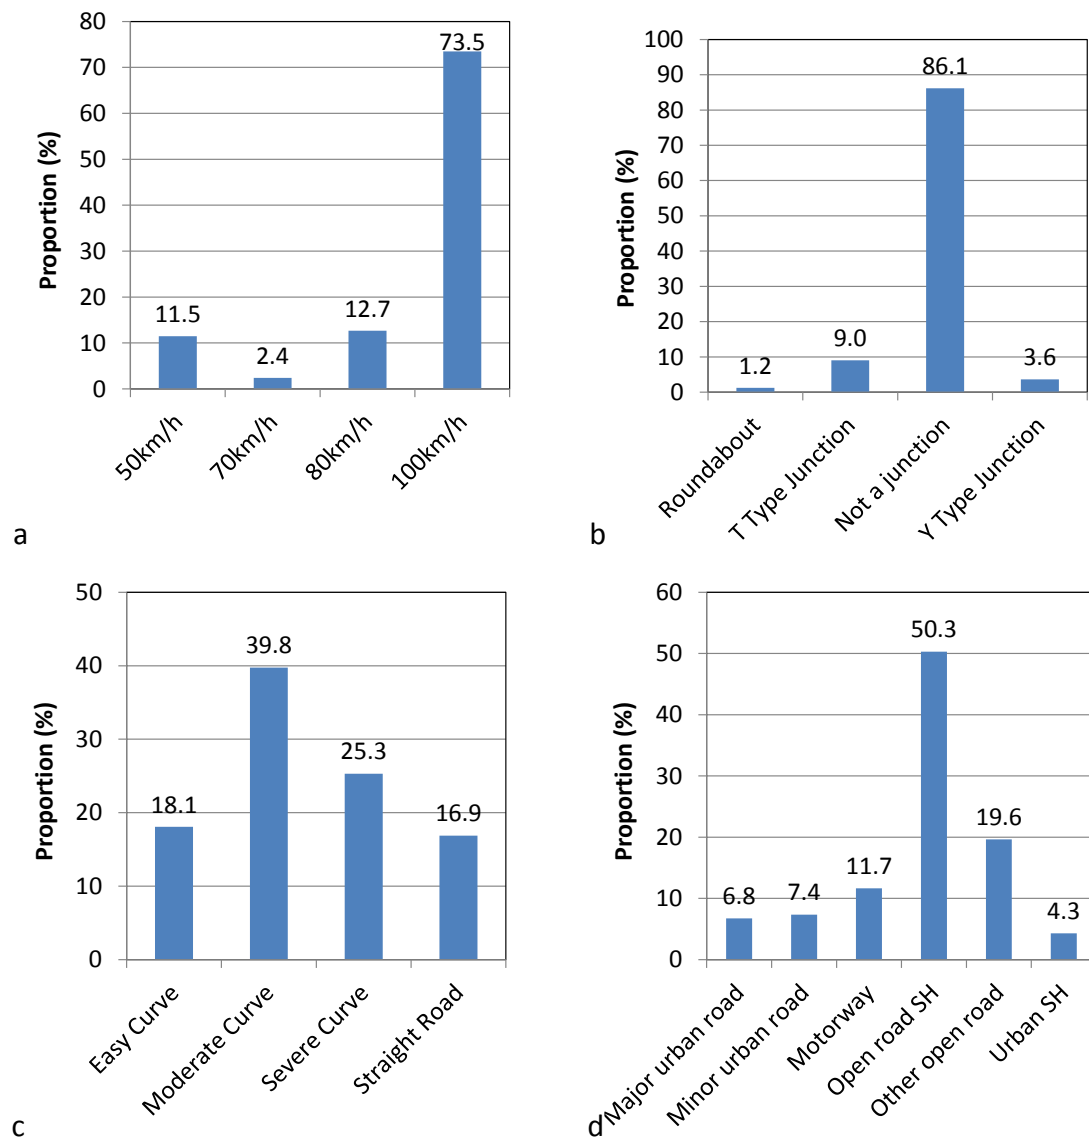 Proportion (%)
80
70
60
50
40
30
20
10
0
11.5
2.4
12.7
73.5
50km/h
70km/h
80km/h
100km/h
a
Proportion (%)
100
90
80
70
60
50
40
30
20
10
0
1.2
9.0
86.1
3.6
Roundabout
T Type Junction
Not a junction
Y Type Junction
b
Proportion (%)
50
40
30
20
10
0
18.1
39.8
25.3
16.9
Easy Curve
Moderate Curve
Severe Curve
Straight Road
c
Proportion (%)
60
50
40
30
20
10
0
6.8
7.4
11.7
50.3
19.6
4.3
Major urban road
Minor urban road
Motorway
Open road SH
Other open road
Urban SH
d